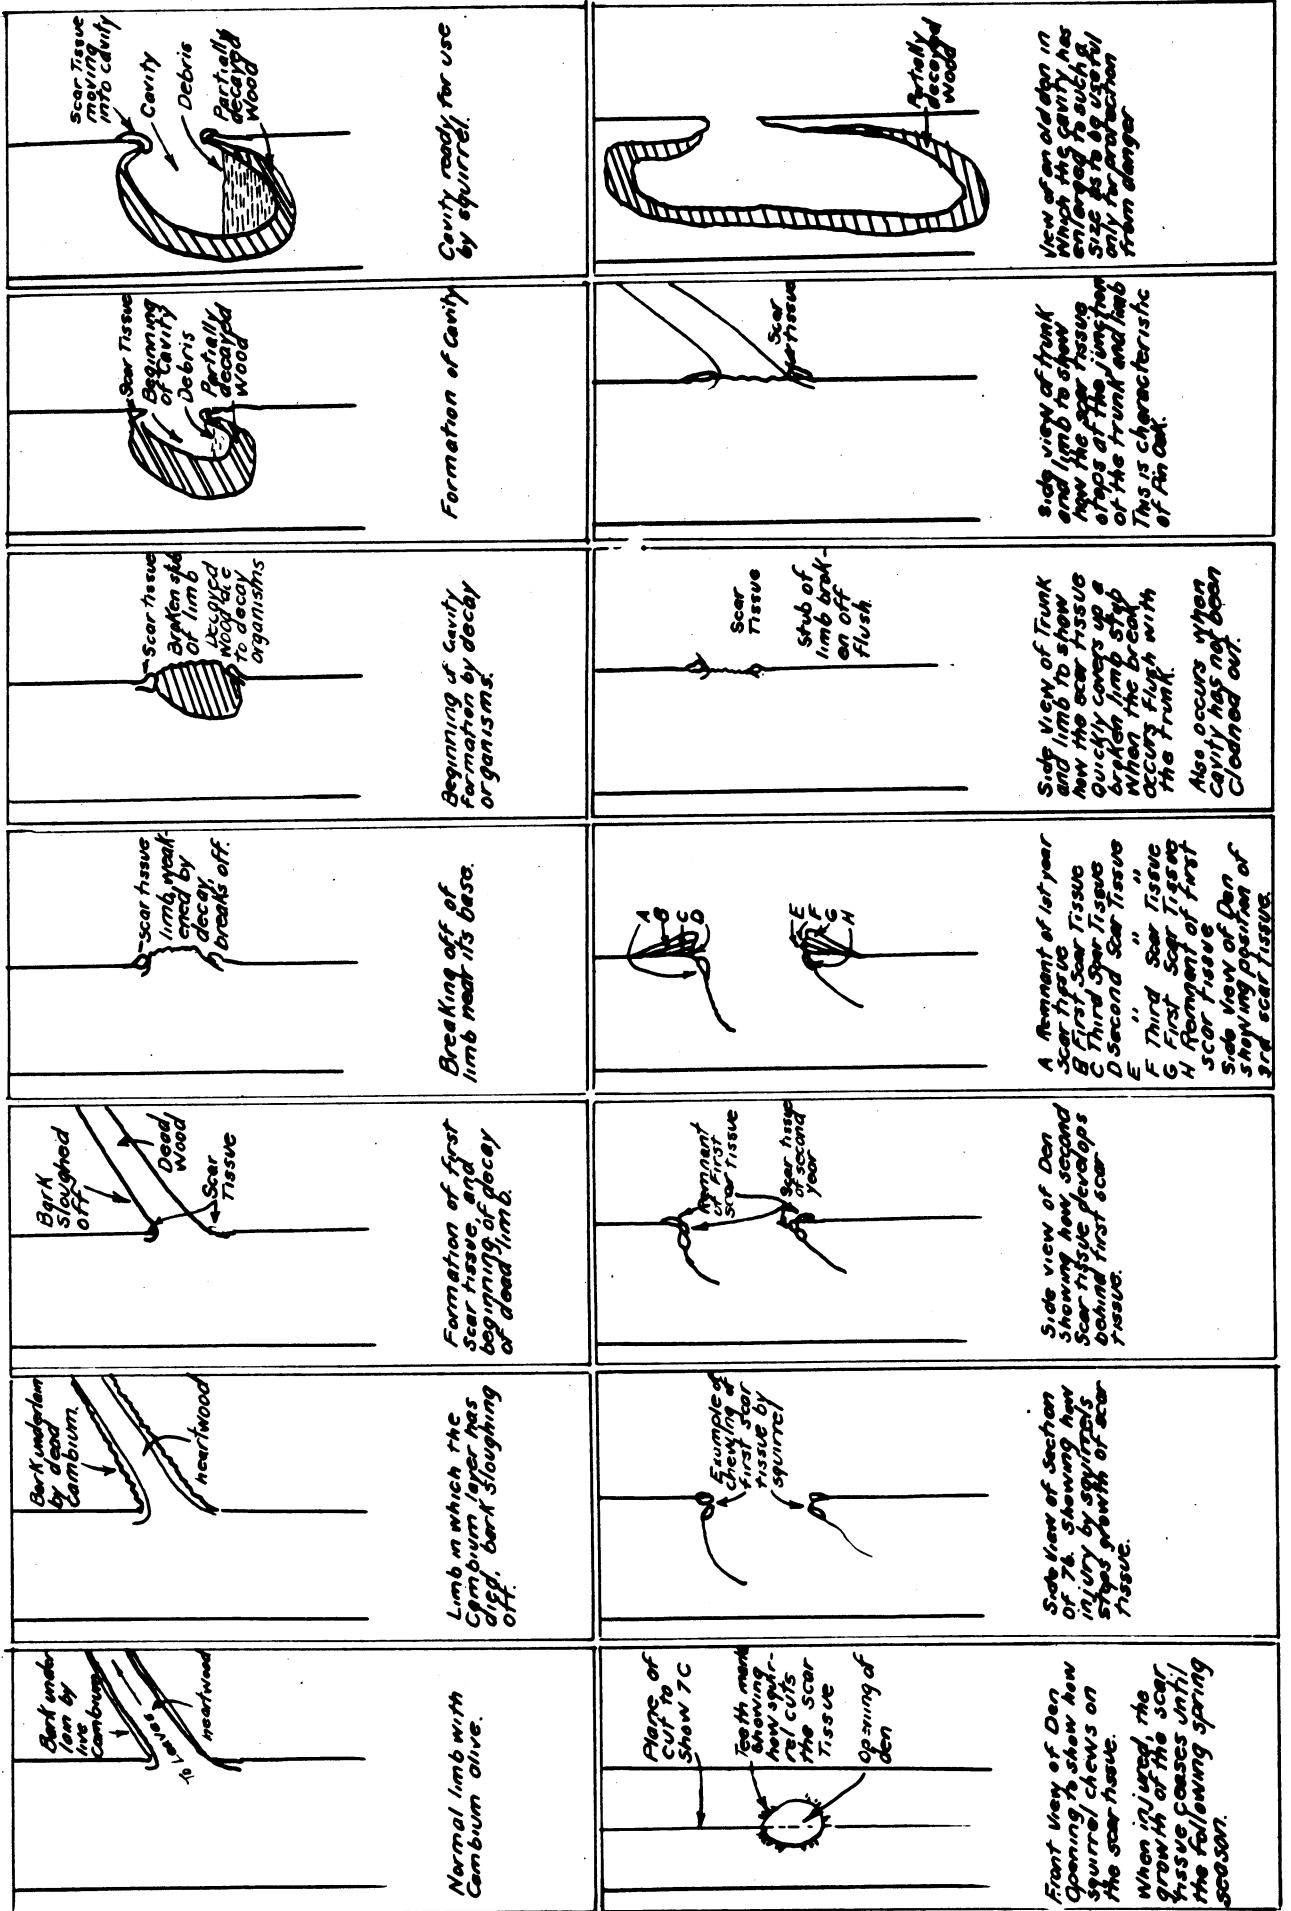 Bark under
lain by
live
Cambium
To Leaves
heartwood
Normal limb with
Cambium alive.
Bark underlain
by dead
Cambium.
heartwood
Limb in which the
Cambium layer has
died, bark sloughing
off.
Bark
Sloughed
off
Dead
Wood
Scar
Tissue
Formation of first
scar tissue, and
beginning of decay
of dead limb.
Scar tissue
limb, weak-
ened by
decay,
breaks off.
Breaking off of
limb near its base.
Scar tissue
Broken stub
of limb
Decayed
wood due
to decay
organisms
Beginning of Cavity
formation by decay
organisms.
Scar Tissue
Beginning
of Cavity
Debris
Partially
decayed
Wood
Formation of Cavity
Scar Tissue
moving
into cavity
Cavity
Debris
Partially
decayed
Wood
Cavity ready for use
by squirrel.
Plane of
cut to
Show 7C
Teeth mark
showing
how squir-
rel cuts
the scar
Tissue
Opening of
den
Front View of Den
Opening to show how
squirrel chews on
the scar tissue.
When injured, the
growth of the scar
tissue ceases until
the following spring
season.
Example of
chewing of
first scar
tissue by
squirrel
Side View of Section
of 7b. Showing how
injury by squirrels
stops growth of scar
tissue.
Remnant
of First
scar tissue
Scar tissue
of second
year
Side view of Den
Showing how second
Scar tissue develops
behind first scar
tissue.
A
B
C
D
E
F
G
H
A Remnant of 1st year
scar tissue
B First Scar Tissue
C Third Scar Tissue
D Second Scar Tissue
E " " "
F Third Scar Tissue
G First Scar Tissue
H Remnant of first
scar tissue
Side view of Den
showing position of
3rd scar tissue.
Scar
Tissue
Stub of
limb brok-
en off
flush.
Side view of Trunk
and limb to show
how the scar tissue
Quickly covers up a
broken limb stub
When the break
occurs flush with
the trunk.
Also occurs when
cavity has not been
cleaned out.
Scar
tissue
Side view of trunk
and limb to show
how the scar tissue
stops at the junction
of the trunk and limb
This is characteristic
of Pin Oak.
Partially
decayed
Wood
View of an old den in
Which the cavity has
enlarged to such a
size as to be useful
only for protection
from danger